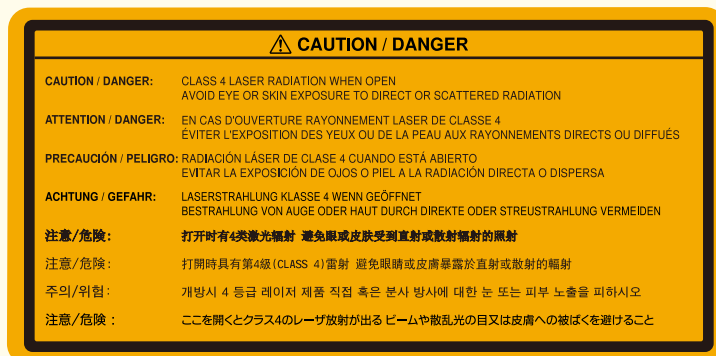 ⚠ CAUTION / DANGER
CAUTION / DANGER: CLASS 4 LASER RADIATION WHEN OPEN
AVOID EYE OR SKIN EXPOSURE TO DIRECT OR SCATTERED RADIATION
ATTENTION / DANGER: EN CAS D'OUVERTURE RAYONNEMENT LASER DE CLASSE 4
ÉVITER L'EXPOSITION DES YEUX OU DE LA PEAU AUX RAYONNEMENTS DIRECTS OU DIFFUÉS
PRECAUCIÓN / PELIGRO: RADIACIÓN LÁSER DE CLASE 4 CUANDO ESTÁ ABIERTO
EVITAR LA EXPOSICIÓN DE OJOS O PIEL A LA RADIACIÓN DIRECTA O DISPERSA
ACHTUNG / GEFAHR: LASERSTRAHLUNG KLASSE 4 WENN GEÖFFNET
BESTRAHLUNG VON AUGE ODER HAUT DURCH DIREKTE ODER STREUSTRAHLUNG VERMEIDEN
注意/危险: 打开时有4类激光辐射 避免眼或皮肤受到直射或散射辐射的照射
注意/危険: 打開時具有第4級(CLASS 4)雷射 避免眼睛或皮膚暴露於直射或散射的輻射
주의/위험: 개방시 4 등급 레이저 제품 직접 혹은 분사 방사에 대한 눈 또는 피부 노출을 피하시오
注意/危険 : ここを開くとクラス4のレーザ放射が出る ビームや散乱光の目又は皮膚への被ばくを避けること